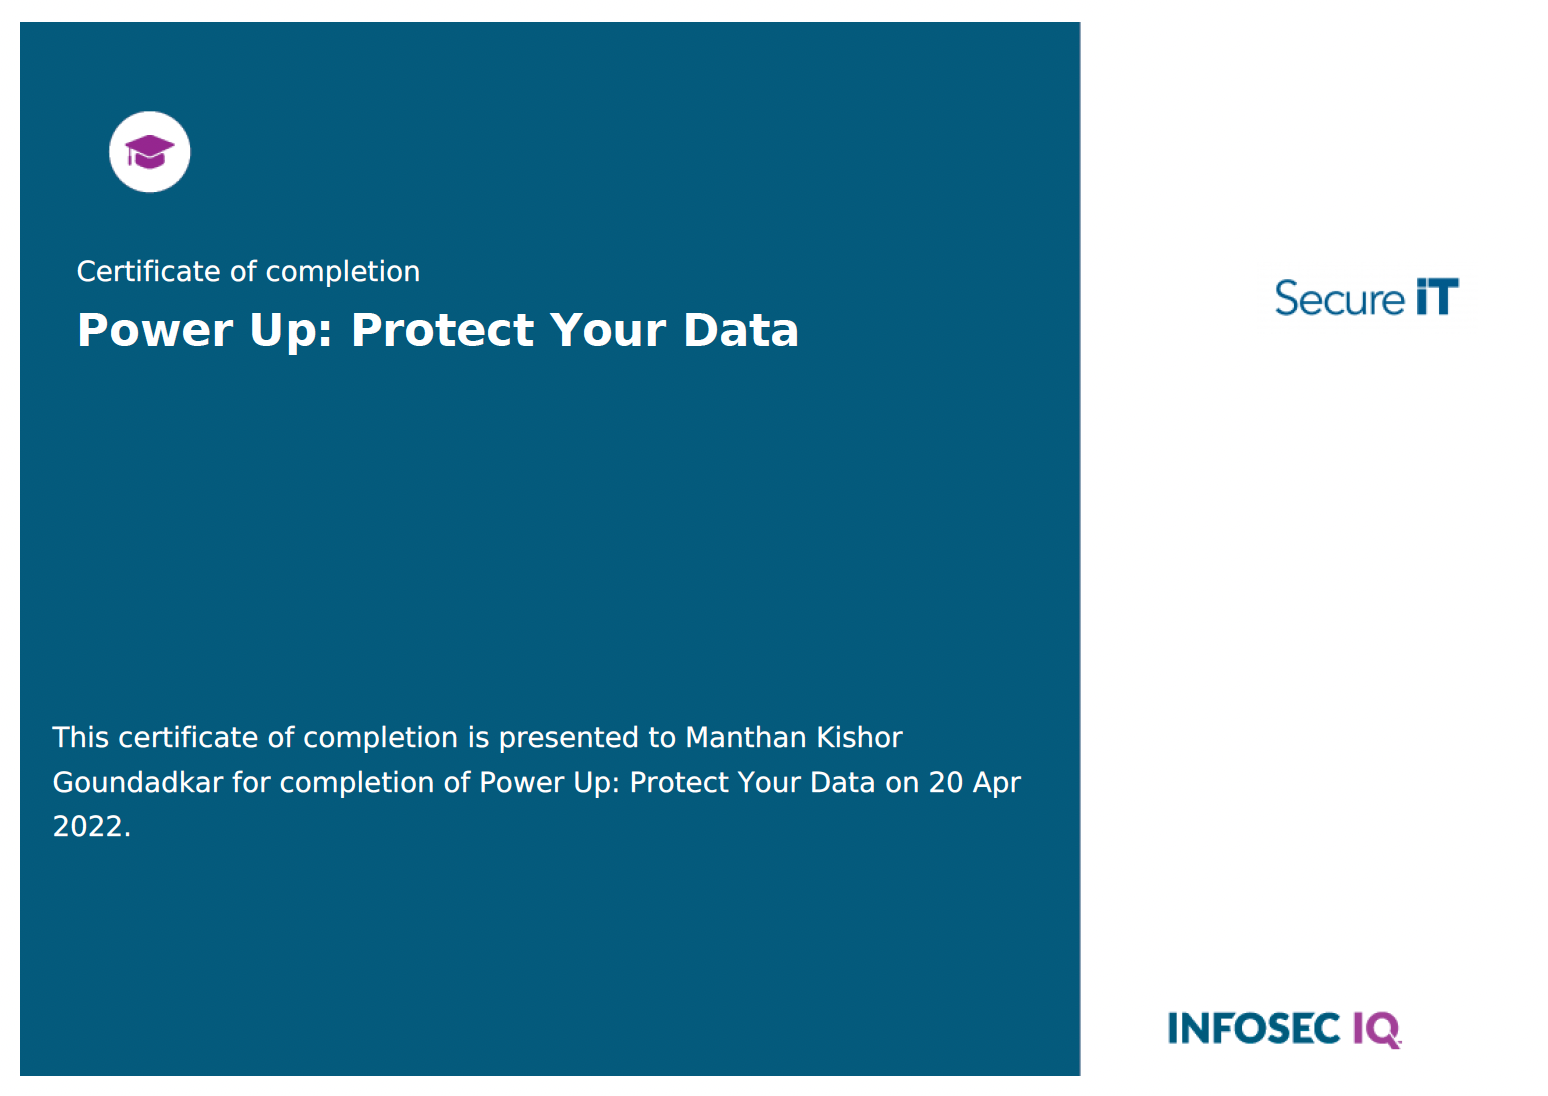 Certificate of completion
Power Up: Protect Your Data
Secure iT
This certificate of completion is presented to Manthan Kishor
Goundadkar for completion of Power Up: Protect Your Data on 20 Apr
2022.
INFOSEC IQ